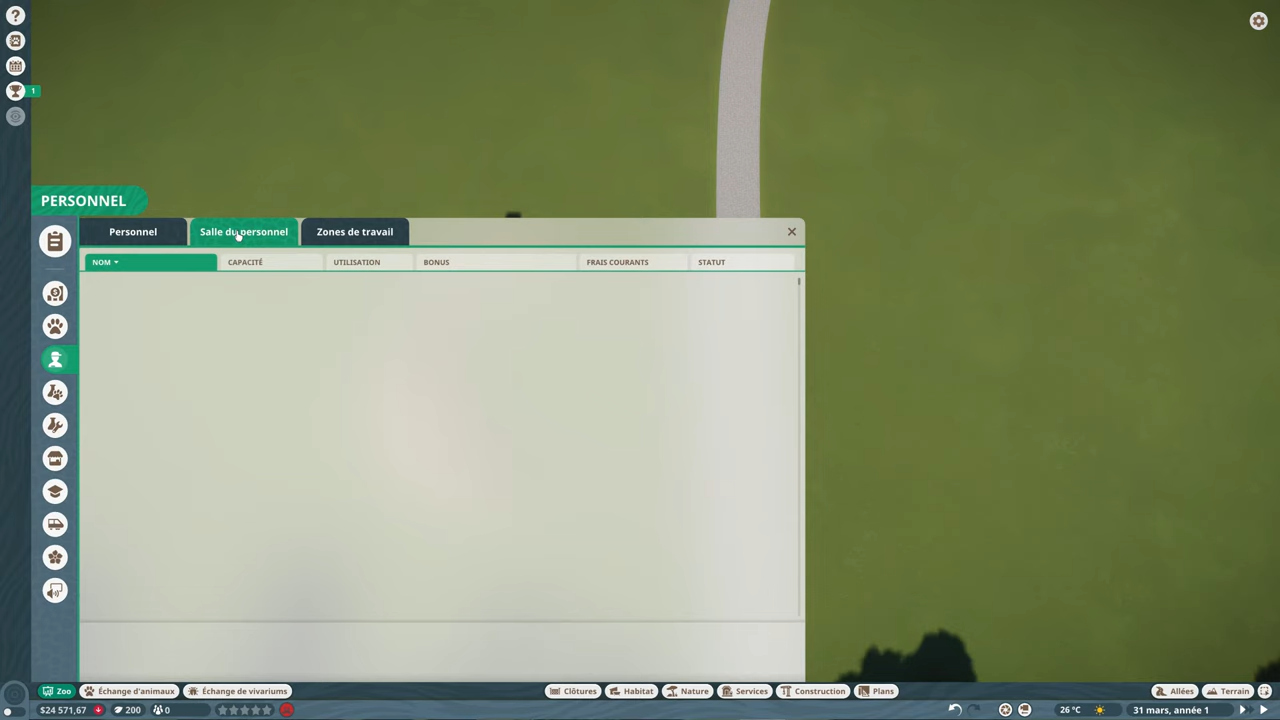 ?
1
PERSONNEL
Personnel
Salle du personnel
Zones de travail
NOM
CAPACITÉ
UTILISATION
BONUS
FRAIS COURANTS
STATUT
Zoo
Échange d'animaux
Échange de vivariums
Clôtures
Habitat
Nature
Services
Construction
Plans
Allées
Terrain
$24 571,67
200
0
26 °C
31 mars, année 1